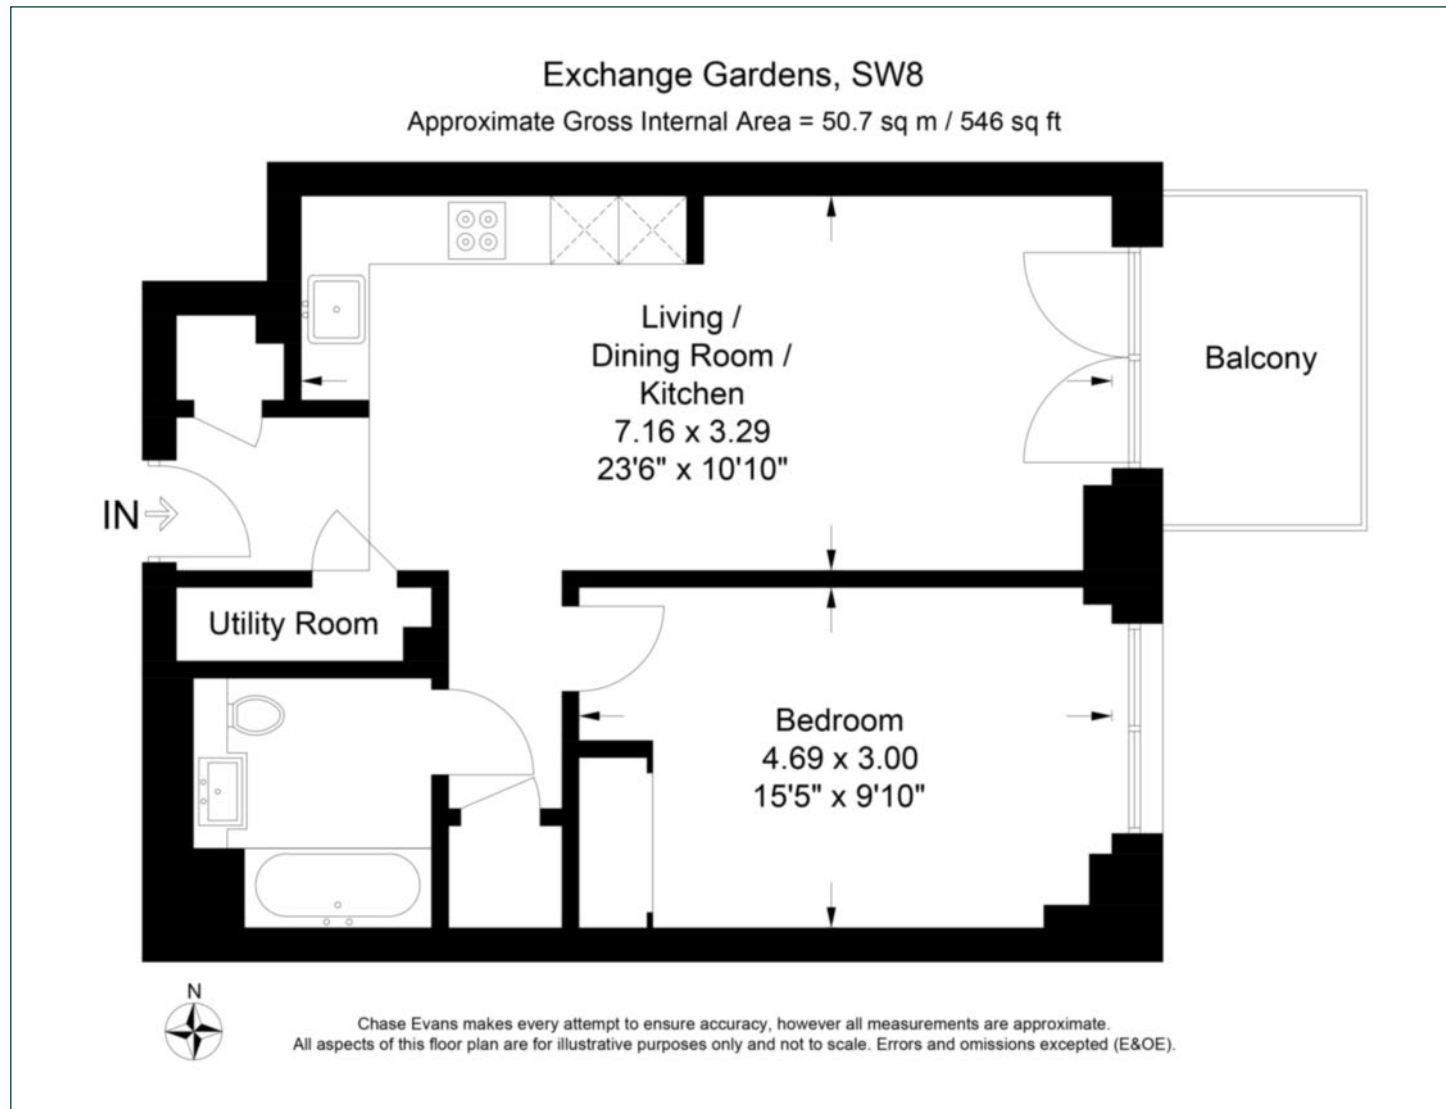 Exchange Gardens, SW8
Approximate Gross Internal Area = 50.7 sq m / 546 sq ft
Living /
Dining Room /
Kitchen
7.16 x 3.29
23'6" x 10'10"
Balcony
IN
Utility Room
Bedroom
4.69 x 3.00
15'5" x 9'10"
N
Chase Evans makes every attempt to ensure accuracy, however all measurements are approximate.
All aspects of this floor plan are for illustrative purposes only and not to scale. Errors and omissions excepted (E&OE).